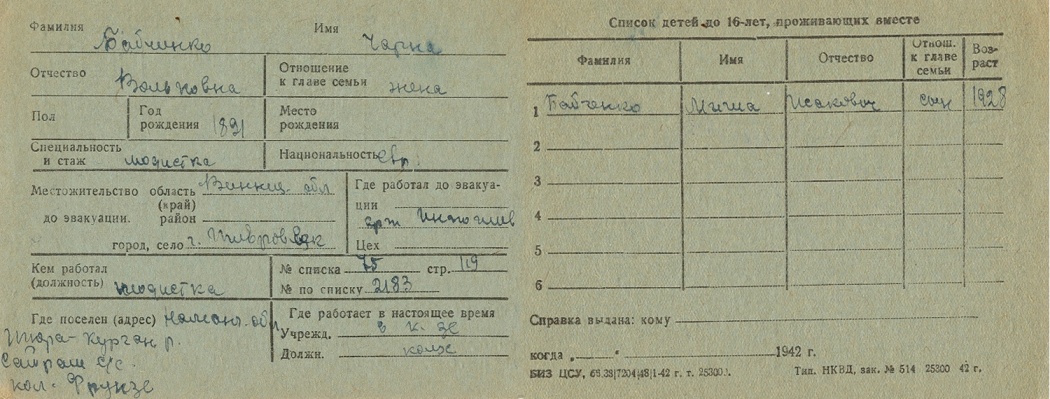 Фамилия Бабченко Имя Чарна
Отчество Вольковна Отношение к главе семьи жена
Пол Год рождения 1891 Место рождения
Специальность и стаж модистка Национальность евр.
Местожительство до эвакуации. область (край) Винниц. обл
район
город, село г.
Где работал до эвакуации арт.
Цех
Кем работал (должность) модистка
№ списка 75 стр. 119
№ по списку 2183
Где поселен (адрес) Наманг. обл
Тюра-Курган р.
Сайрам с/с.
кол-Фрунзе
Где работает в настоящее время
Учрежд. в к-зе
Должн. колх
Список детей до 16-лет, проживающих вместе
Фамилия Имя Отчество Отнош. к главе семьи Возраст
1 Бабченко Миша Исакович сын 1928
2
3
4
5
6
Справка выдана: кому
когда „ “ 1942 г.
БИЗ ЦСУ, 65.38|7204|48|1-42 г. т. 25300. Тип. НКВД, зак. № 514 25300 42 г.